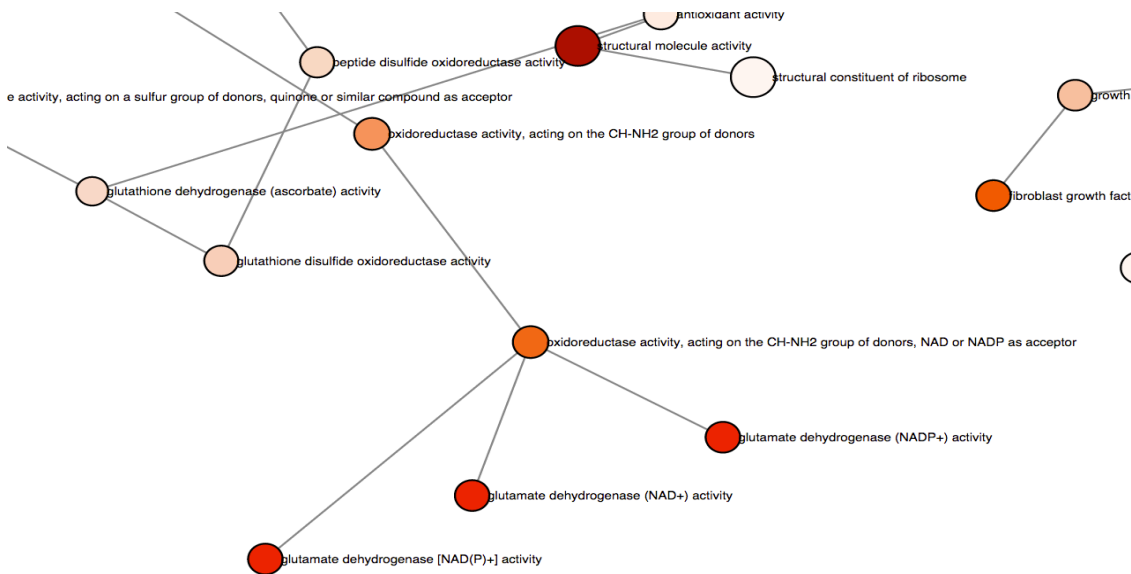 antioxidant activity
structural molecule activity
peptide disulfide oxidoreductase activity
structural constituent of ribosome
e activity, acting on a sulfur group of donors, quinone or similar compound as acceptor
growth
oxidoreductase activity, acting on the CH-NH2 group of donors
glutathione dehydrogenase (ascorbate) activity
fibroblast growth fact
glutathione disulfide oxidoreductase activity
oxidoreductase activity, acting on the CH-NH2 group of donors, NAD or NADP as acceptor
glutamate dehydrogenase (NADP+) activity
glutamate dehydrogenase (NAD+) activity
glutamate dehydrogenase [NAD(P)+] activity